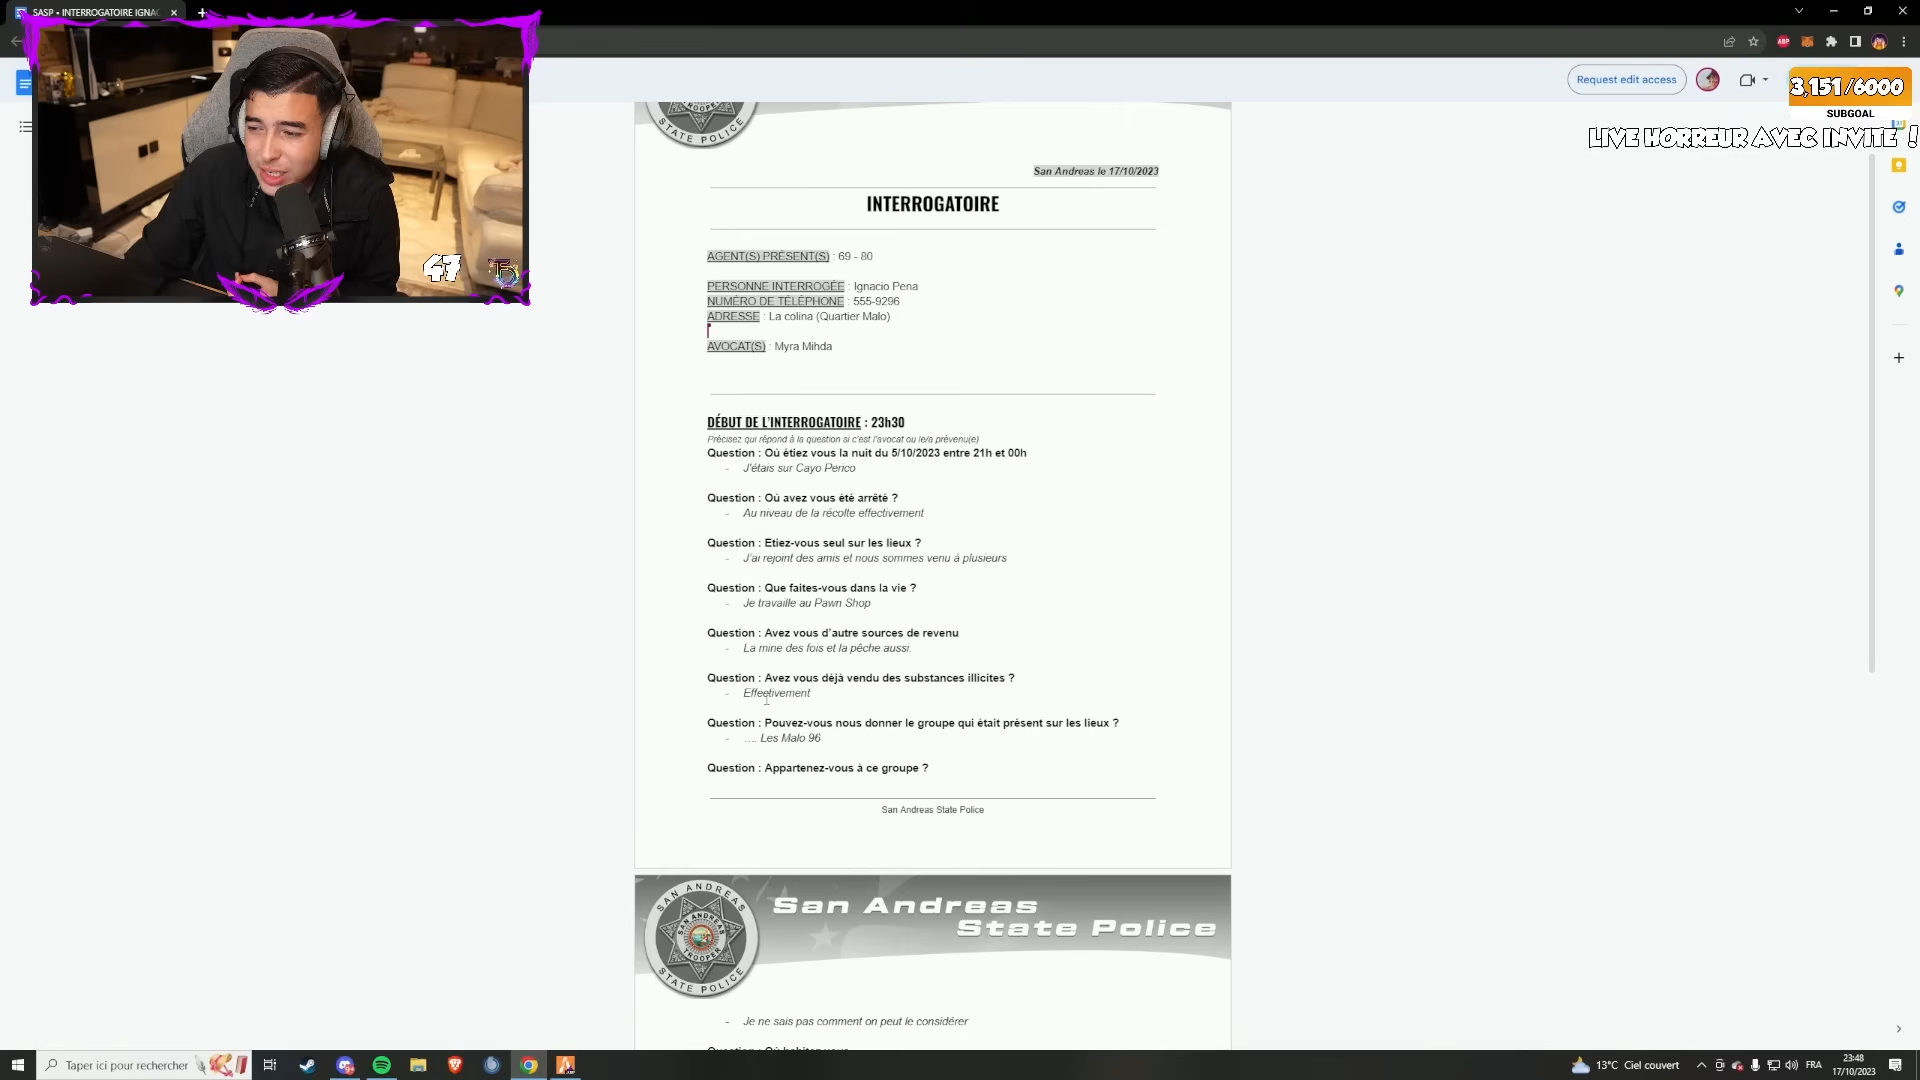 SASP • INTERROGATOIRE IGNAC
Request edit access
3,151/6000
SUBGOAL
LIVE HORREUR AVEC INVITE !
47
STATE POLICE
San Andreas le 17/10/2023
INTERROGATOIRE
AGENT(S) PRÉSENT(S) : 69 - 80
PERSONNE INTERROGÉE : Ignacio Pena
NUMÉRO DE TÉLÉPHONE : 555-9296
ADRESSE : La colina (Quartier Malo)
AVOCAT(S) : Myra Mihda
DÉBUT DE L'INTERROGATOIRE : 23h30
Précisez qui répond à la question si c'est l'avocat ou le/a prévenu(e)
Question : Où étiez vous la nuit du 5/10/2023 entre 21h et 00h
- J'étais sur Cayo Perico
Question : Où avez vous été arrêté ?
- Au niveau de la récolte effectivement
Question : Etiez-vous seul sur les lieux ?
- J'ai rejoint des amis et nous sommes venu à plusieurs
Question : Que faites-vous dans la vie ?
- Je travaille au Pawn Shop
Question : Avez vous d'autre sources de revenu
- La mine des fois et la pêche aussi.
Question : Avez vous déjà vendu des substances illicites ?
- Effectivement
Question : Pouvez-vous nous donner le groupe qui était présent sur les lieux ?
- .... Les Malo 96
Question : Appartenez-vous à ce groupe ?
San Andreas State Police
SAN ANDREAS
TROOPER
STATE POLICE
San Andreas
State Police
- Je ne sais pas comment on peut le considérer
Taper ici pour rechercher
13°C Ciel couvert
FRA
23:48
17/10/2023